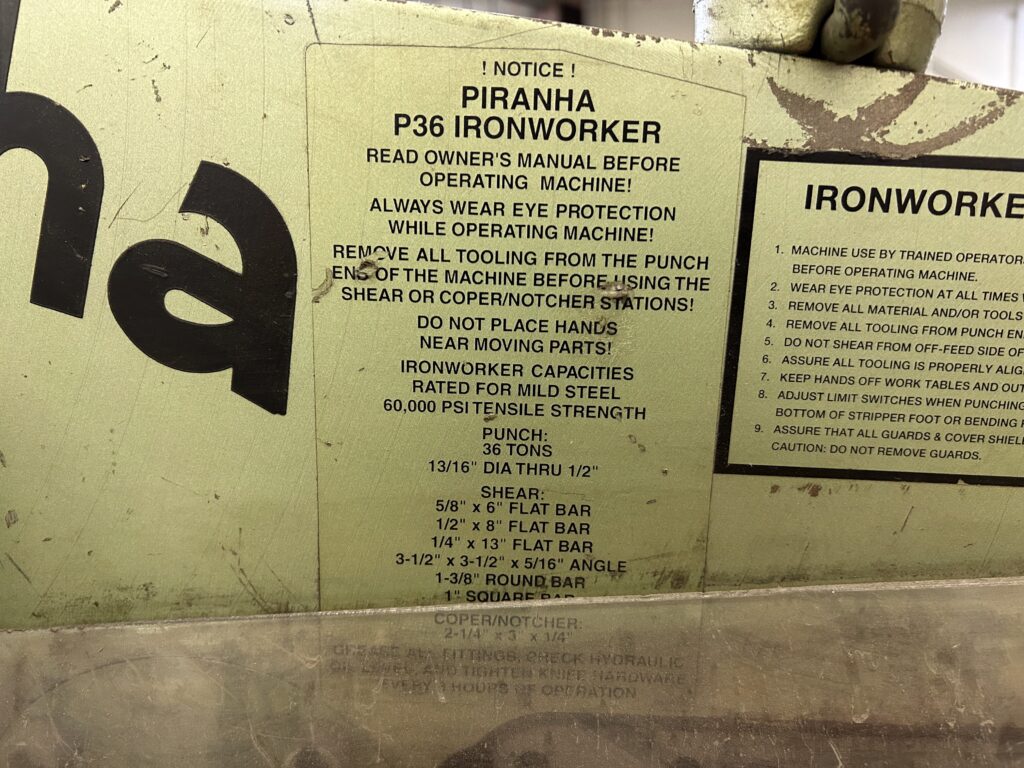 ha
! NOTICE !
PIRANHA
P36 IRONWORKER
READ OWNER'S MANUAL BEFORE
OPERATING MACHINE!
ALWAYS WEAR EYE PROTECTION
WHILE OPERATING MACHINE!
REMOVE ALL TOOLING FROM THE PUNCH
END OF THE MACHINE BEFORE USING THE
SHEAR OR COPER/NOTCHER STATIONS!
DO NOT PLACE HANDS
NEAR MOVING PARTS!
IRONWORKER CAPACITIES
RATED FOR MILD STEEL
60,000 PSI TENSILE STRENGTH
PUNCH:
36 TONS
13/16" DIA THRU 1/2"
SHEAR:
5/8" x 6" FLAT BAR
1/2" x 8" FLAT BAR
1/4" x 13" FLAT BAR
3-1/2" x 3-1/2" x 5/16" ANGLE
1-3/8" ROUND BAR
1" SQUARE BAR
COPER/NOTCHER:
2-1/4" x 3" x 1/4"
GREASE ALL FITTINGS, CHECK HYDRAULIC
OIL LEVEL, AND TIGHTEN KNIFE HARDWARE
EVERY HOURS OF OPERATION
IRONWORKE
1. MACHINE USE BY TRAINED OPERATOR
BEFORE OPERATING MACHINE.
2. WEAR EYE PROTECTION AT ALL TIMES
3. REMOVE ALL MATERIAL AND/OR TOOLS
4. REMOVE ALL TOOLING FROM PUNCH EN
5. DO NOT SHEAR FROM OFF-FEED SIDE OF
6. ASSURE ALL TOOLING IS PROPERLY ALIG
7. KEEP HANDS OFF WORK TABLES AND OUT
8. ADJUST LIMIT SWITCHES WHEN PUNCHING
BOTTOM OF STRIPPER FOOT OR BENDING
9. ASSURE THAT ALL GUARDS & COVER SHIEL
CAUTION: DO NOT REMOVE GUARDS.